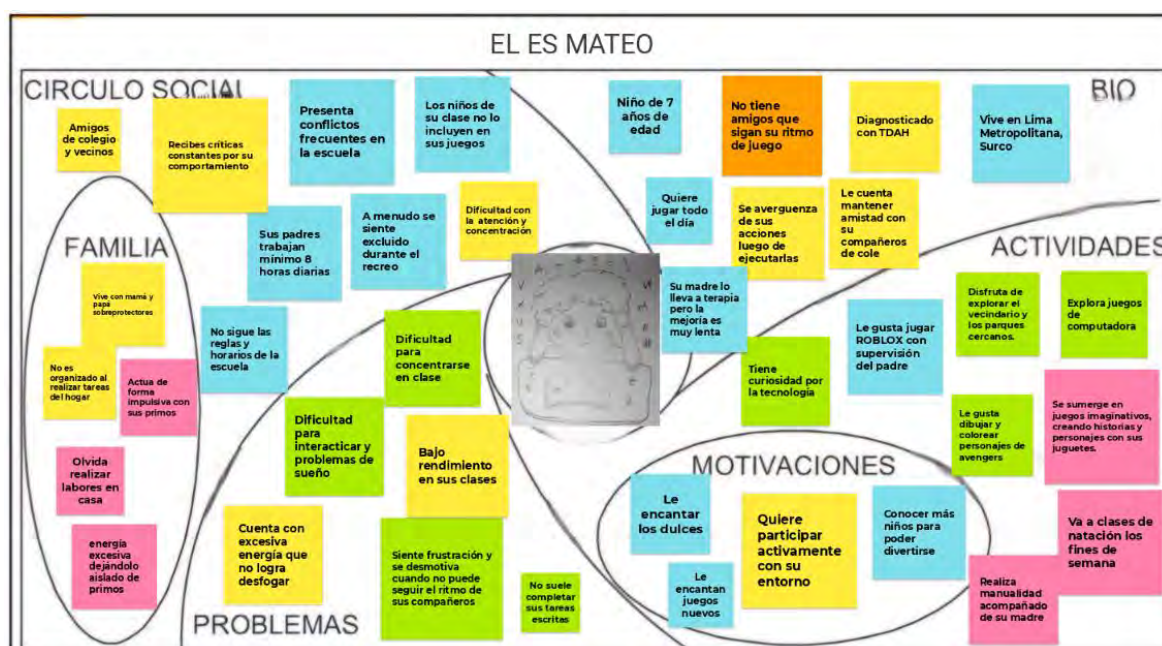 EL ES MATEO
CIRCULO SOCIAL
Amigos
de colegio
y vecinos
Recibes críticas
constantes por su
comportamiento
Presenta
conflictos
frecuentes en
la escuela
Los niños de
su clase no lo
incluyen en
sus juegos
Sus padres
trabajan
mínimo 8
horas diarias
A menudo se
siente
excluido
durante el
recreo
Dificultad con
la atención y
concentración
No sigue las
reglas y
horarios de la
escuela
FAMILIA
Vive con mamá y
papá
sobreprotectores
No es
organizado al
realizar tareas
del hogar
Actua de
forma
impulsiva con
sus primos
Olvida
realizar
labores en
casa
energía
excesiva
dejándolo
aislado de
primos
BIO
Niño de 7
años de
edad
No tiene
amigos que
sigan su ritmo
de juego
Diagnosticado
con TDAH
Vive en Lima
Metropolitana,
Surco
Quiere
jugar todo
el día
Se averguenza
de sus
acciones
luego de
ejecutarlas
Le cuenta
mantener
amistad con
su compañeros
de cole
Su madre lo
lleva a terapia
pero la
mejoría es
muy lenta
ACTIVIDADES
Disfruta de
explorar el
vecindario y
los parques
cercanos.
Explora juegos
de
computadora
Le gusta jugar
ROBLOX con
supervisión
del padre
Tiene
curiosidad por
la tecnología
Le gusta
dibujar y
colorear
personajes de
avengers
Se sumerge en
juegos imaginativos,
creando historias y
personajes con sus
juguetes.
Va a clases de
natación los
fines de
semana
Realiza
manualidad
acompañado
de su madre
MOTIVACIONES
Le
encantar
los dulces
Quiere
participar
activamente
con su
entorno
Conocer más
niños para
poder
divertirse
Le
encantan
juegos
nuevos
PROBLEMAS
Dificultad
para
concentrarse
en clase
Dificultad
para
interacticar y
problemas de
sueño
Bajo
rendimiento
en sus clases
Cuenta con
excesiva
energía que
no logra
desfogar
Siente frustración y
se desmotiva
cuando no puede
seguir el ritmo de
sus compañeros
No suele
completar
sus tareas
escritas